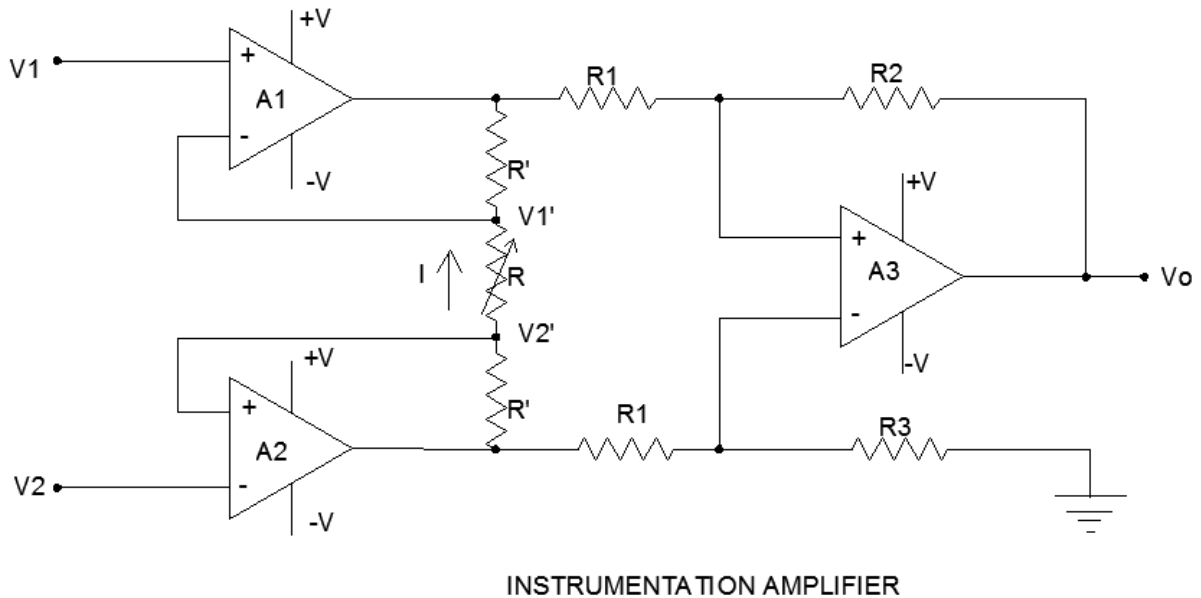 +V
V1
+
A1
-
-V
R1
R2
R'
V1'
I
R
V2'
+V
+
A3
-
-V
Vo
+V
+
A2
-
-V
V2
R'
R1
R3
INSTRUMENTATION AMPLIFIER